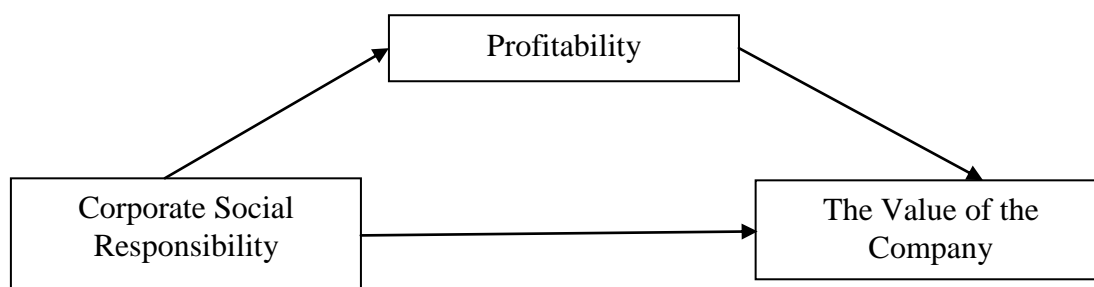 Profitability
Corporate Social
Responsibility
The Value of the
Company